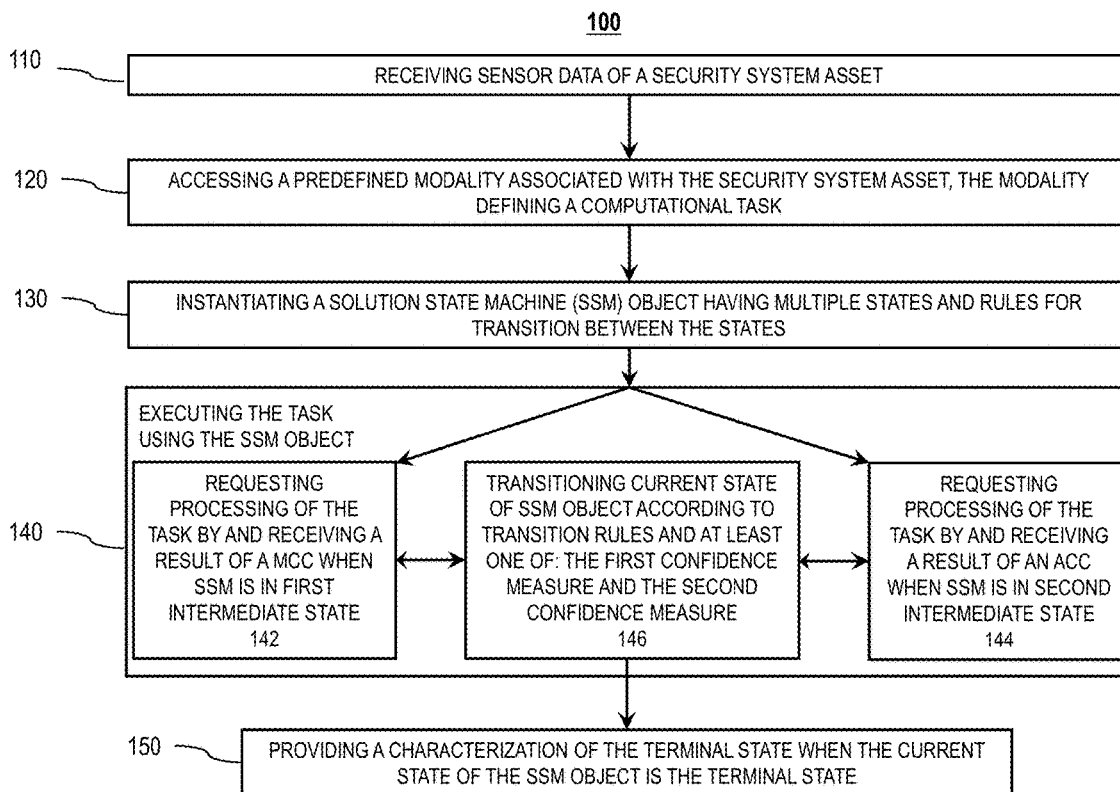 100
110
RECEIVING SENSOR DATA OF A SECURITY SYSTEM ASSET
120
ACCESSING A PREDEFINED MODALITY ASSOCIATED WITH THE SECURITY SYSTEM ASSET, THE MODALITY
DEFINING A COMPUTATIONAL TASK
130
INSTANTIATING A SOLUTION STATE MACHINE (SSM) OBJECT HAVING MULTIPLE STATES AND RULES FOR
TRANSITION BETWEEN THE STATES
140
EXECUTING THE TASK
USING THE SSM OBJECT
REQUESTING
PROCESSING OF THE
TASK BY AND RECEIVING A
RESULT OF A MCC WHEN
SSM IS IN FIRST
INTERMEDIATE STATE
142
TRANSITIONING CURRENT STATE
OF SSM OBJECT ACCORDING TO
TRANSITION RULES AND AT LEAST
ONE OF: THE FIRST CONFIDENCE
MEASURE AND THE SECOND
CONFIDENCE MEASURE
146
REQUESTING
PROCESSING OF THE
TASK BY AND RECEIVING
A RESULT OF AN ACC
WHEN SSM IS IN SECOND
INTERMEDIATE STATE
144
150
PROVIDING A CHARACTERIZATION OF THE TERMINAL STATE WHEN THE CURRENT
STATE OF THE SSM OBJECT IS THE TERMINAL STATE